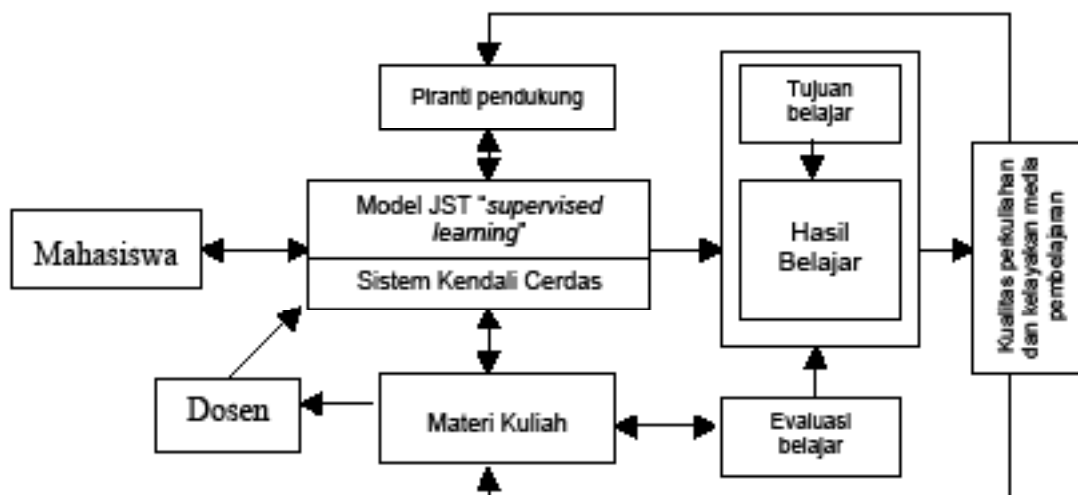 Piranti pendukung
Tujuan
belajar
Model JST "supervised
learning"
Mahasiswa
Hasil
Belajar
Sistem Kendali Cerdas
Kualitas perkuliahan
dan kelayakan media
pembelajaran
Dosen
Materi Kuliah
Evaluasi
belajar